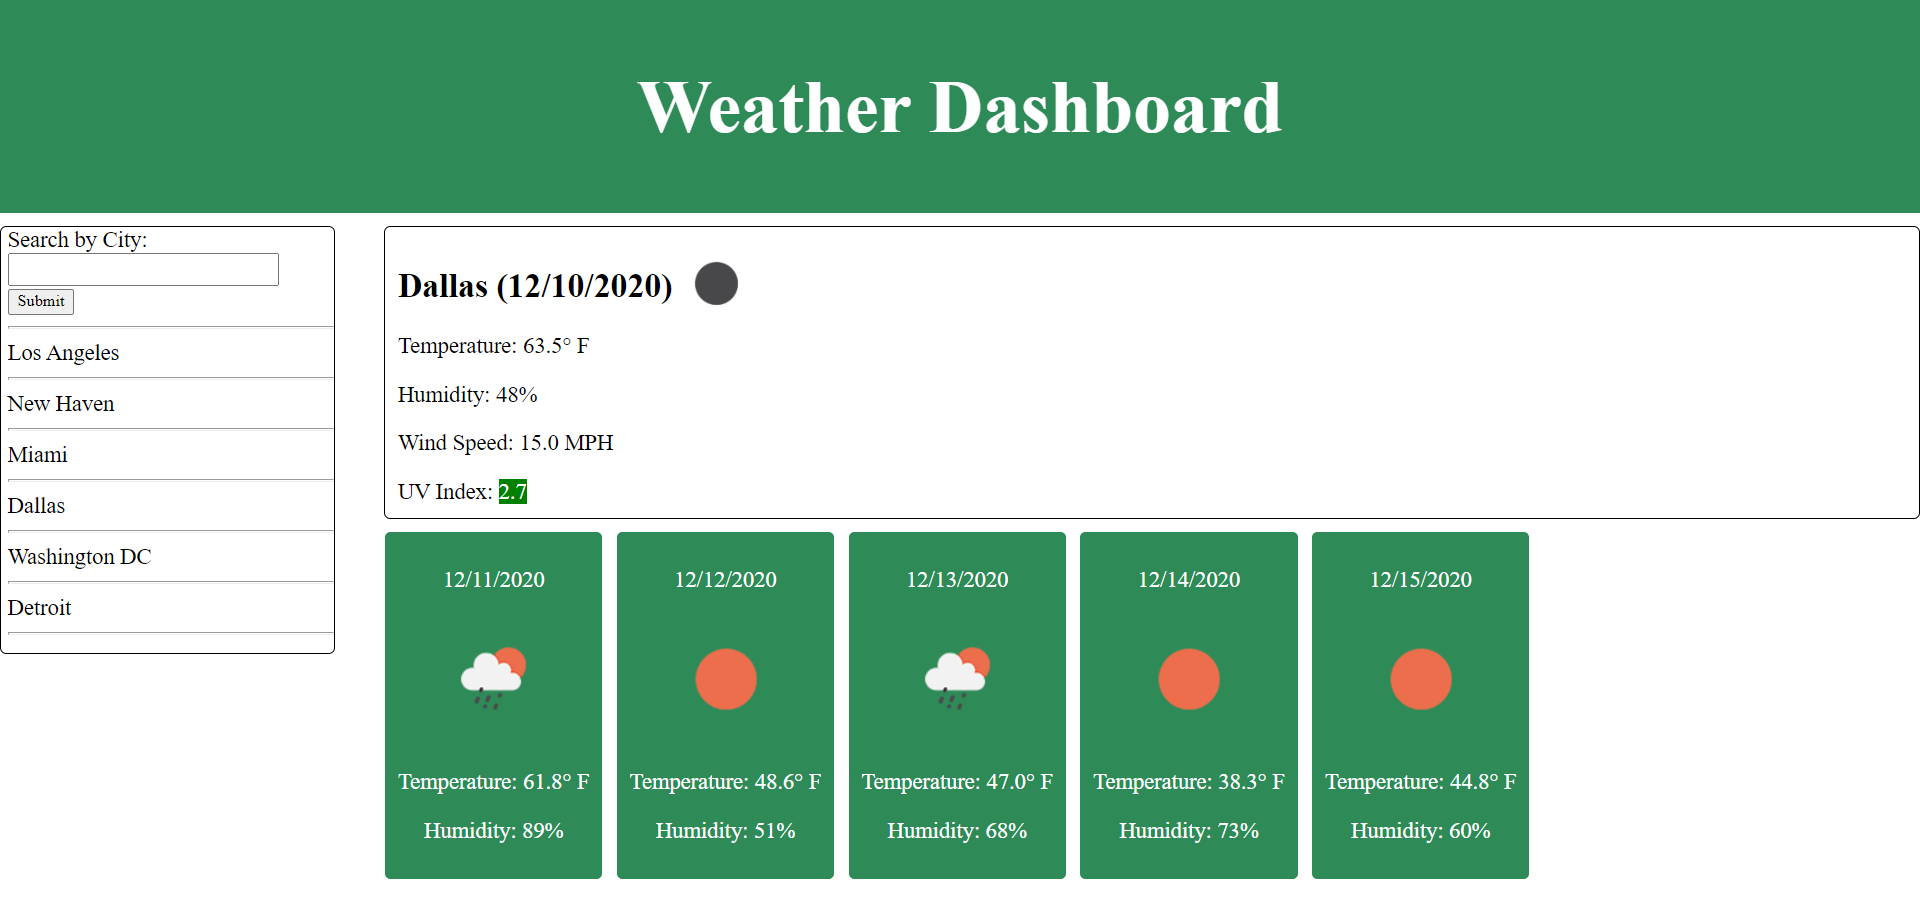 Weather Dashboard
Search by City:
Submit
Los Angeles
New Haven
Miami
Dallas
Washington DC
Detroit
Dallas (12/10/2020)
Temperature: 63.5° F
Humidity: 48%
Wind Speed: 15.0 MPH
UV Index: 2.7
12/11/2020
Temperature: 61.8° F
Humidity: 89%
12/12/2020
Temperature: 48.6° F
Humidity: 51%
12/13/2020
Temperature: 47.0° F
Humidity: 68%
12/14/2020
Temperature: 38.3° F
Humidity: 73%
12/15/2020
Temperature: 44.8° F
Humidity: 60%